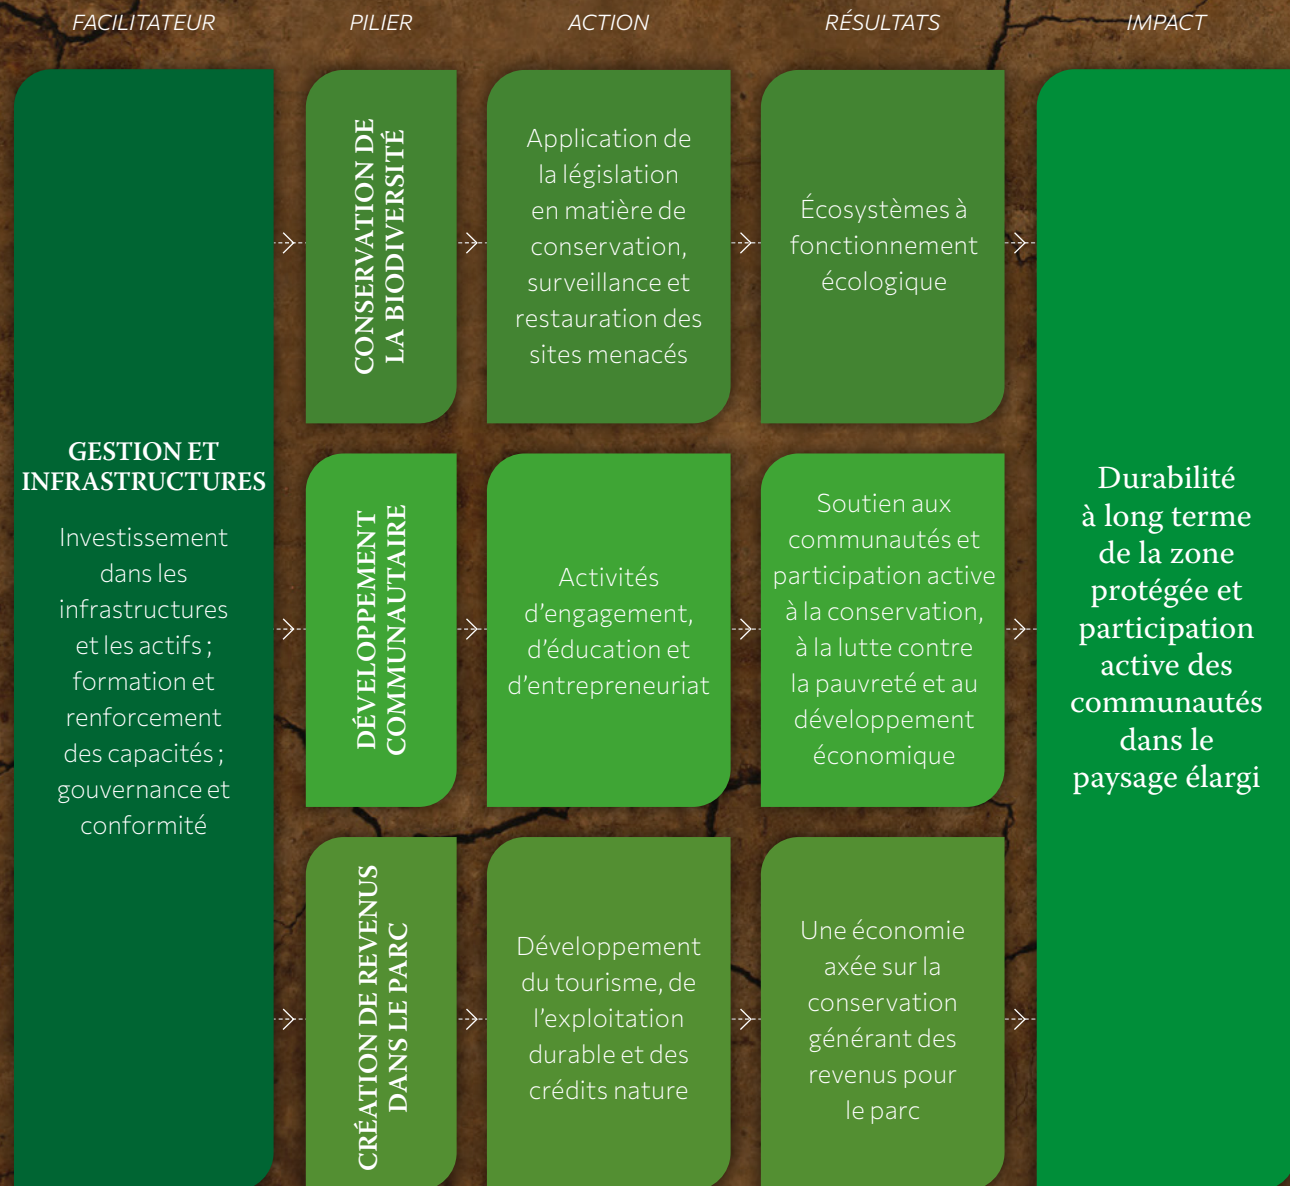 FACILITATEUR
PILIER
ACTION
RÉSULTATS
IMPACT
GESTION ET
INFRASTRUCTURES
Investissement
dans les
infrastructures
et les actifs ;
formation et
renforcement
des capacités ;
gouvernance et
conformité
CONSERVATION DE
LA BIODIVERSITÉ
Application de
la législation
en matière de
conservation,
surveillance et
restauration des
sites menacés
Écosystèmes à
fonctionnement
écologique
DÉVELOPPEMENT
COMMUNAUTAIRE
Activités
d’engagement,
d’éducation et
d’entrepreneuriat
Soutien aux
communautés et
participation active
à la conservation,
à la lutte contre
la pauvreté et au
développement
économique
CRÉATION DE REVENUS
DANS LE PARC
Développement
du tourisme, de
l’exploitation
durable et des
crédits nature
Une économie
axée sur la
conservation
générant des
revenus pour
le parc
Durabilité
à long terme
de la zone
protégée et
participation
active des
communautés
dans le
paysage élargi